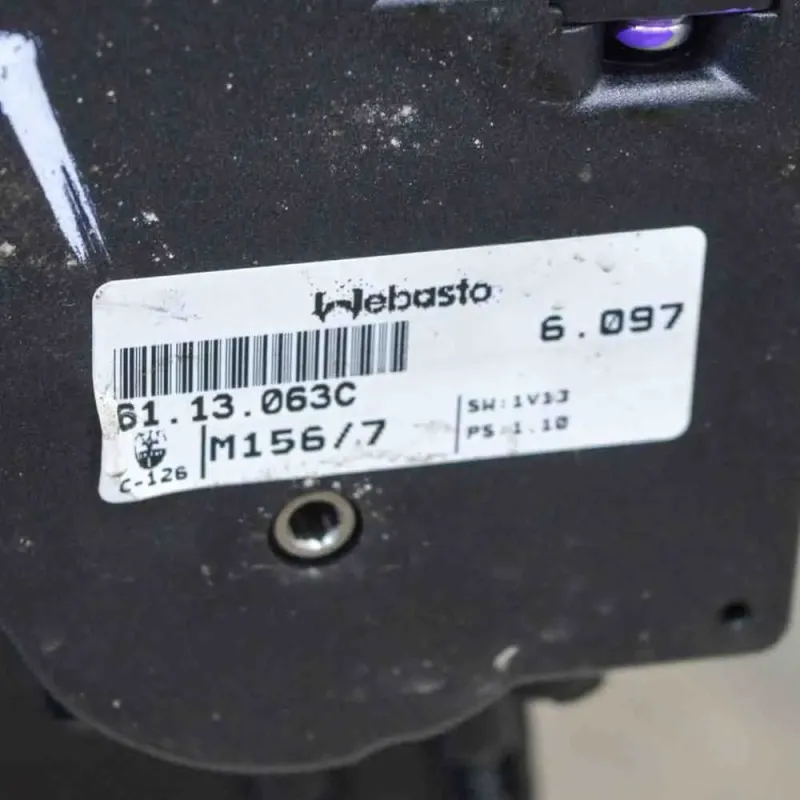 Webasto
6.097
61.13.063C
M156/7
C-126
SW:1V13
PS:1.10